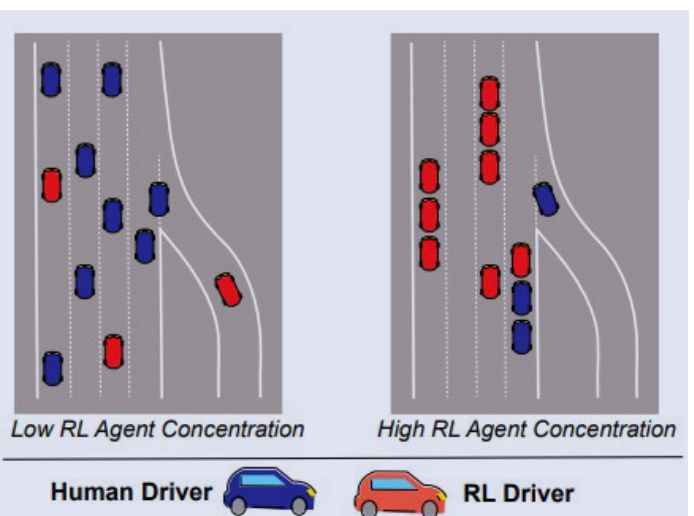 Low RL Agent Concentration
High RL Agent Concentration
Human Driver
RL Driver